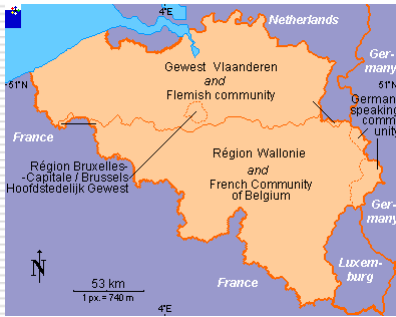 4°E
Netherlands
Ger-
many
51°N
51°N
Gewest Vlaanderen
and
Flemish community
German
speaking
comm
unity
France
Région Bruxelles-
-Capitale / Brussels
Hoofdstedelijk Gewest
Région Wallonie
and
French Community
of Belgium
Ger-
many
N
53 km
1 px.= 740 m
France
Luxem-
burg
4°E